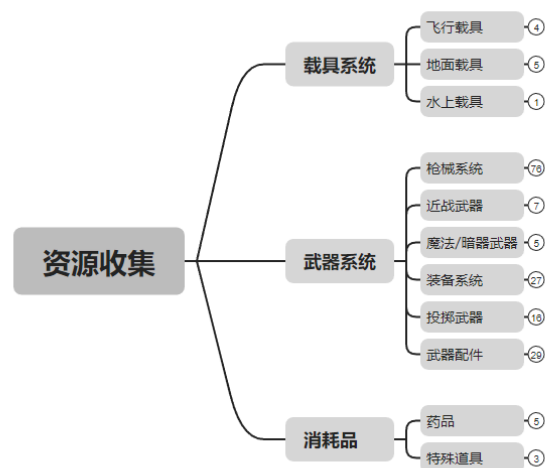 资源收集
载具系统
飞行载具 4
地面载具 5
水上载具 1
武器系统
枪械系统 76
近战武器 7
魔法/暗器武器 5
装备系统 27
投掷武器 16
武器配件 29
消耗品
药品 5
特殊道具 3